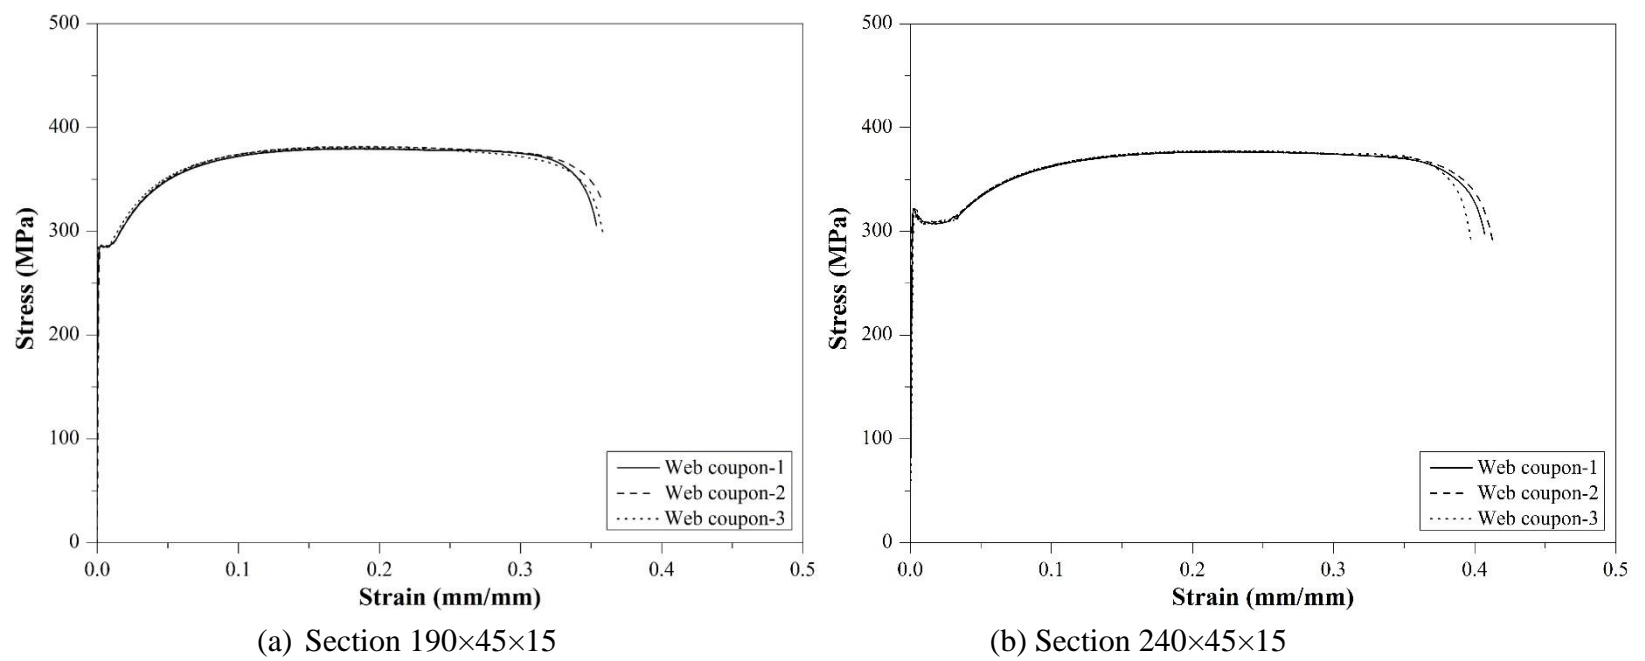 500
400
300
200
100
0
Stress (MPa)
Web coupon-1
Web coupon-2
Web coupon-3
0.0 0.1 0.2 0.3 0.4 0.5
Strain (mm/mm)
(a) Section 190×45×15
500
400
300
200
100
0
Stress (MPa)
Web coupon-1
Web coupon-2
Web coupon-3
0.0 0.1 0.2 0.3 0.4 0.5
Strain (mm/mm)
(b) Section 240×45×15